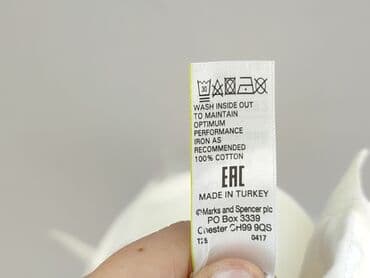 30
WASH INSIDE OUT
TO MAINTAIN
OPTIMUM
PERFORMANCE
IRON AS
RECOMMENDED
100% COTTON
EAC
MADE IN TURKEY
©Marks and Spencer plc
PO Box 3339
Chester CH99 9QS
0417